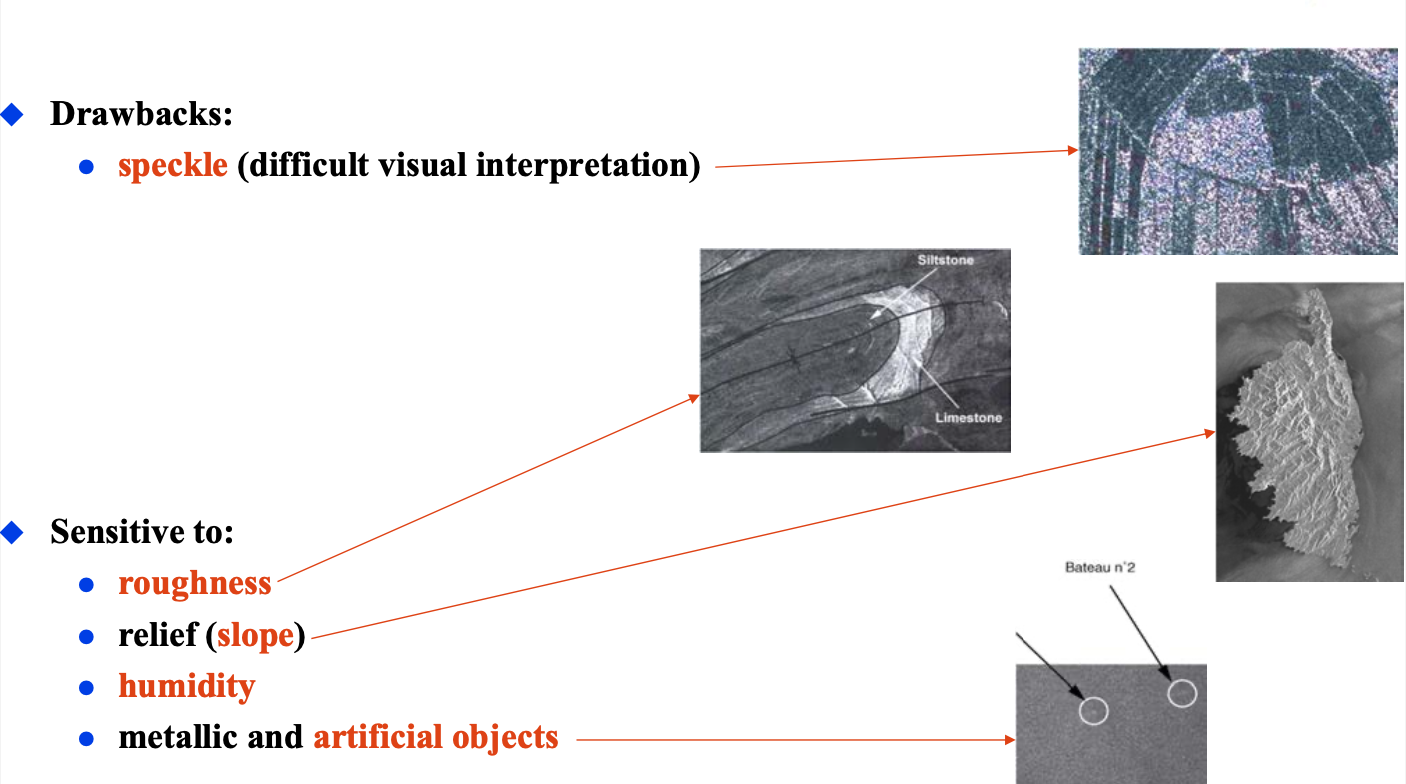 Drawbacks:
speckle (difficult visual interpretation)
Siltstone
Limestone
Sensitive to:
roughness
relief (slope)
humidity
metallic and artificial objects
Bateau n°2